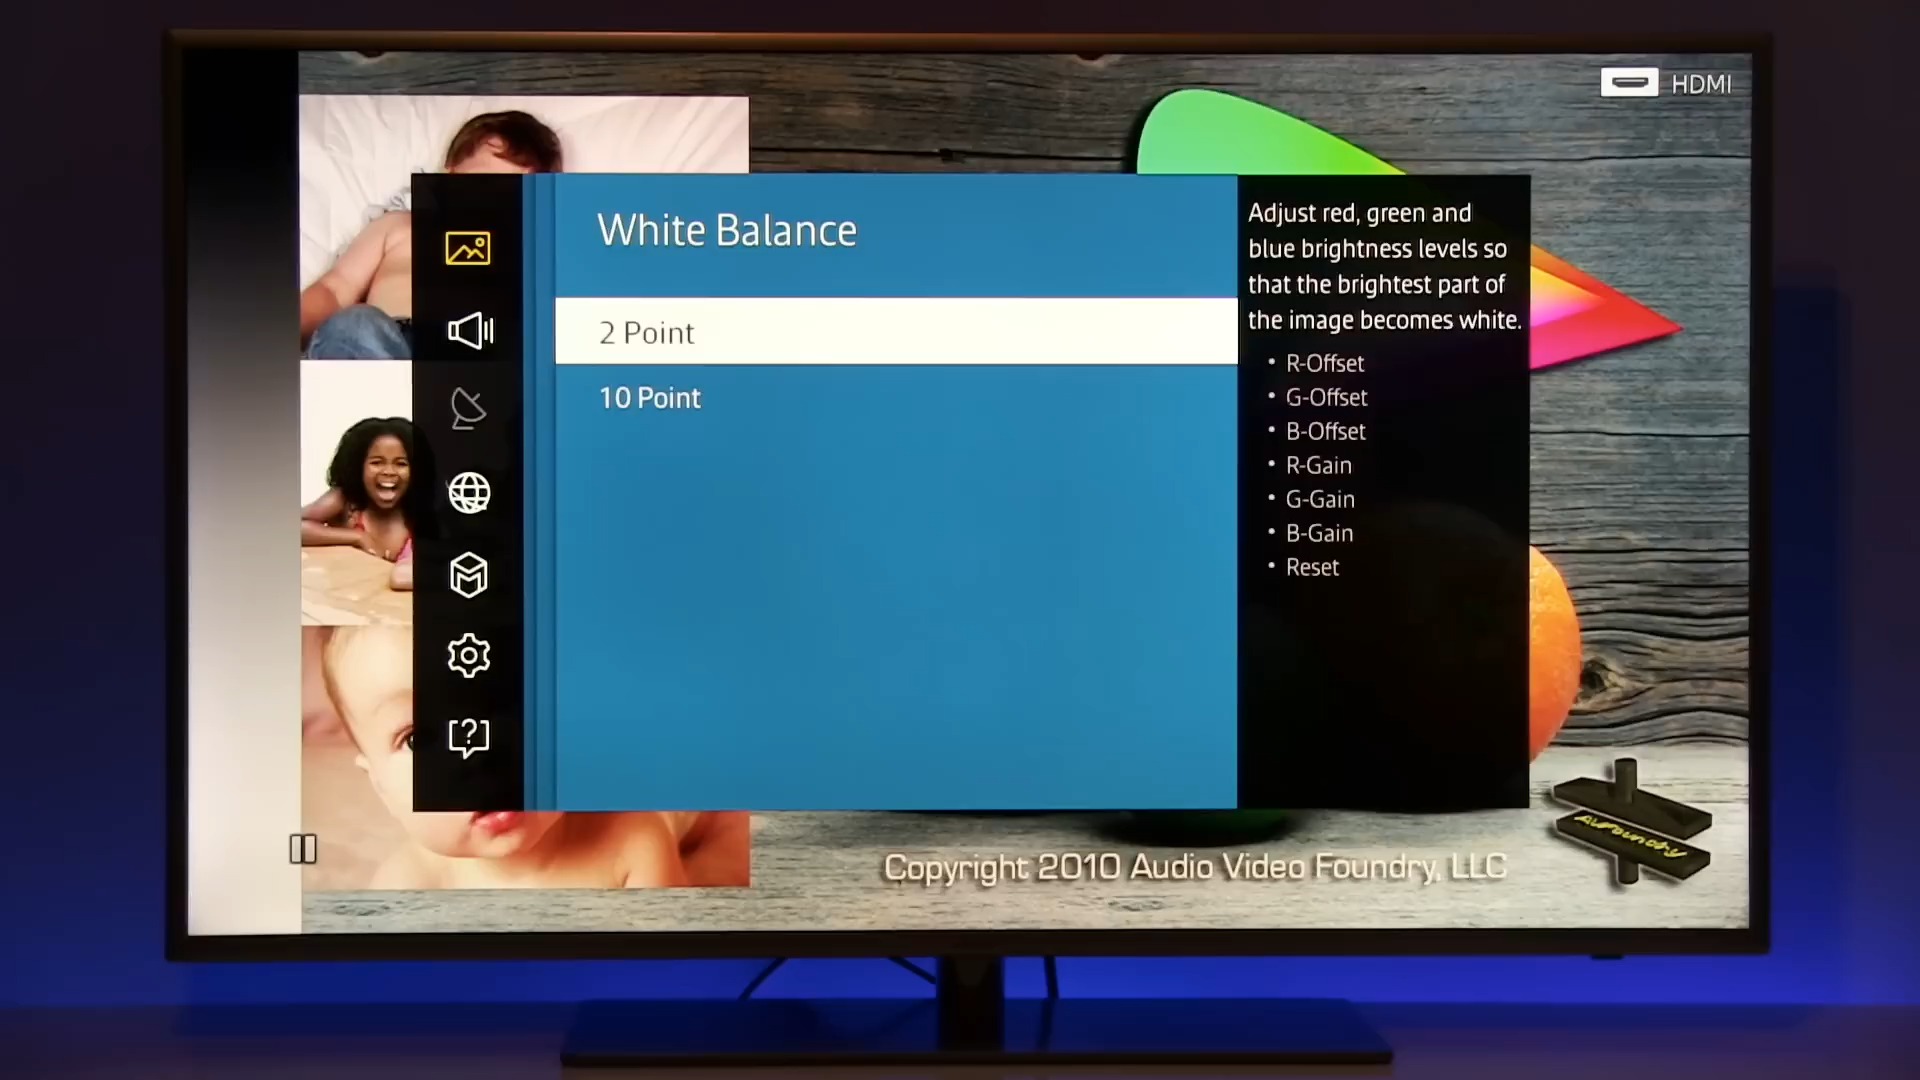 HDMI
White Balance
2 Point
10 Point
Adjust red, green and
blue brightness levels so
that the brightest part of
the image becomes white.
• R-Offset
• G-Offset
• B-Offset
• R-Gain
• G-Gain
• B-Gain
• Reset
AVFoundry
Copyright 2010 Audio Video Foundry, LLC